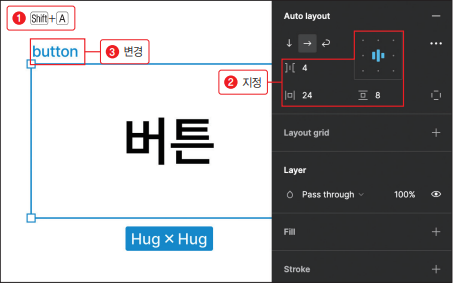 1 Shift+A
button
3 변경
버튼
Hug × Hug
Auto layout
4
2 지정
24
8
Layout grid
Layer
Pass through
100%
Fill
Stroke